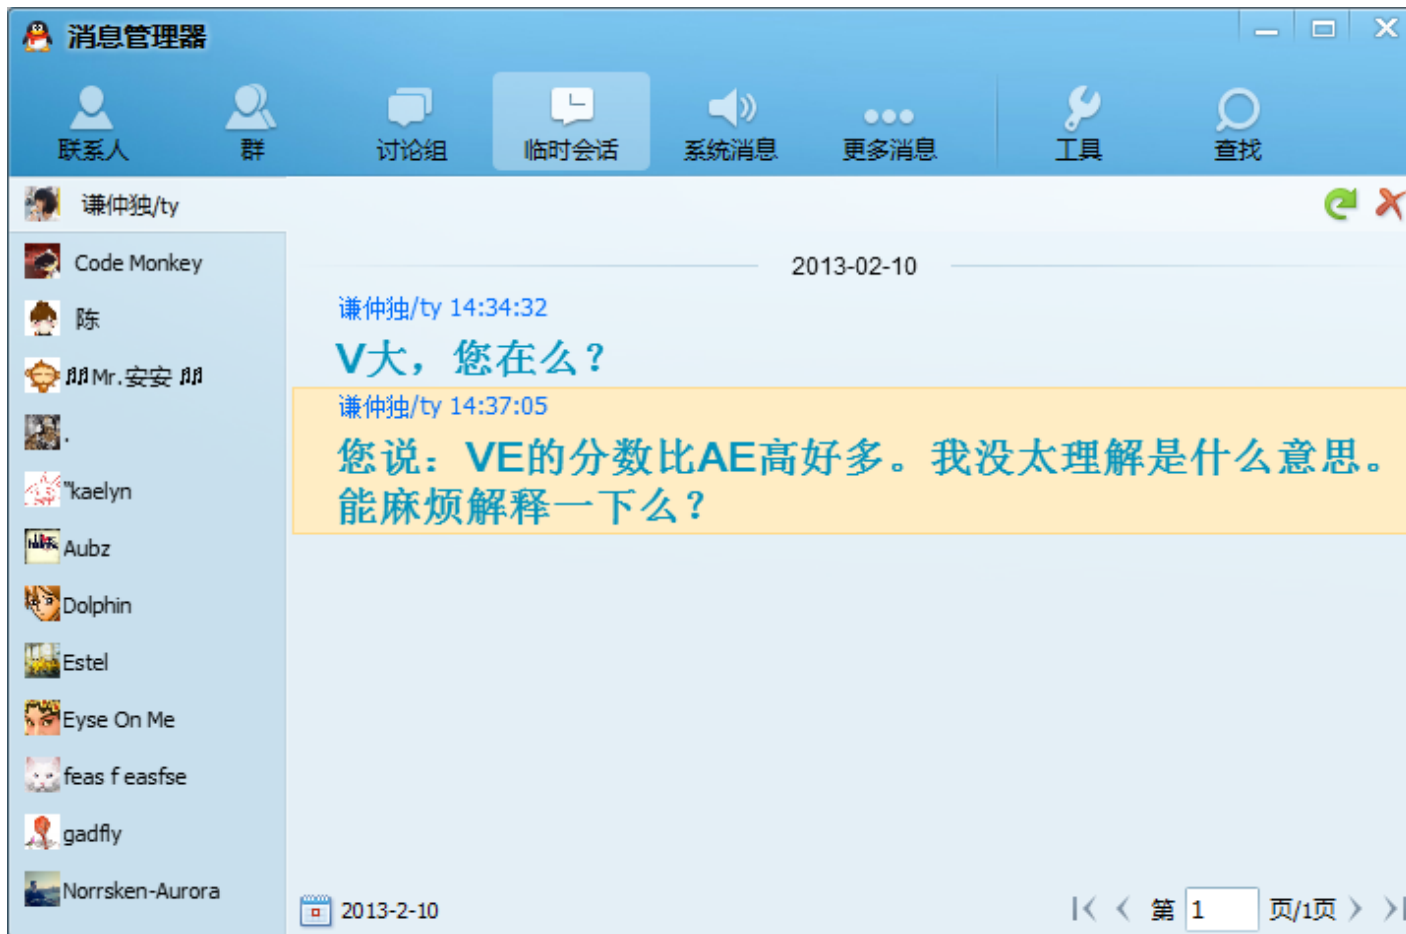 消息管理器
联系人 群 讨论组 临时会话 系统消息 更多消息 工具 查找
谦仲独/ty
Code Monkey
陈
Mr.安安
.
"kaelyn
Aubz
Dolphin
Estel
Eyse On Me
feas f easfse
gadfly
Norrsken-Aurora
2013-02-10
谦仲独/ty 14:34:32
V大，您在么？
谦仲独/ty 14:37:05
您说：VE的分数比AE高好多。我没太理解是什么意思。
能麻烦解释一下么？
2013-2-10
第 1 页/1页